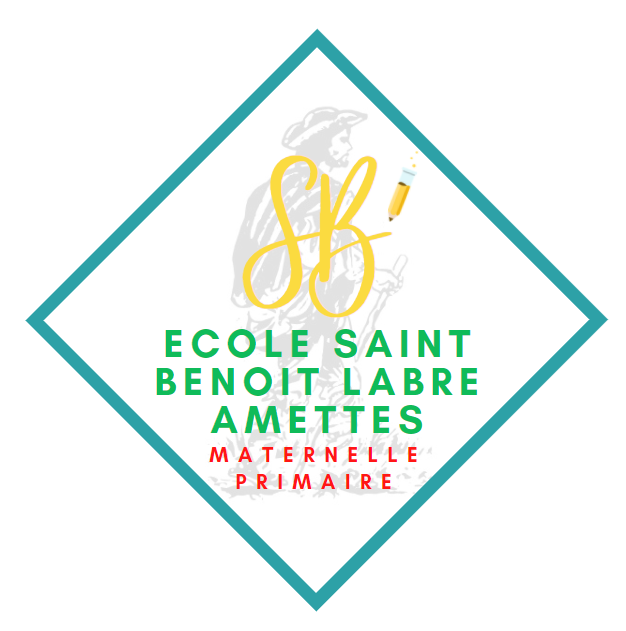 SB
ECOLE SAINT
BENOIT LABRE
AMETTES
MATERNELLE
PRIMAIRE